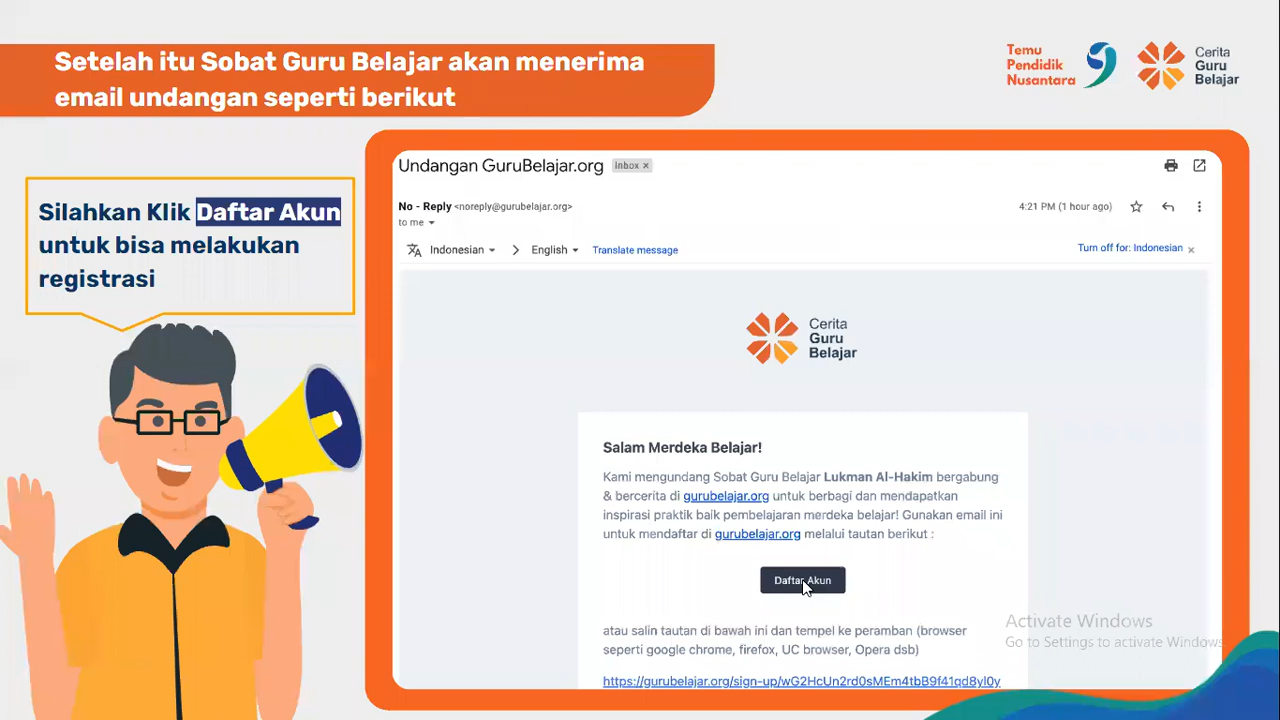 Setelah itu Sobat Guru Belajar akan menerima
email undangan seperti berikut
Temu
Pendidik
Nusantara
Cerita
Guru
Belajar
Silahkan Klik Daftar Akun
untuk bisa melakukan
registrasi
Undangan GuruBelajar.org
Inbox ×
No - Reply <noreply@gurubelajar.org>
4:21 PM (1 hour ago)
to me
Indonesian > English
Translate message
Turn off for: Indonesian ×
Cerita
Guru
Belajar
Salam Merdeka Belajar!
Kami mengundang Sobat Guru Belajar Lukman Al-Hakim bergabung
& bercerita di gurubelajar.org untuk berbagi dan mendapatkan
inspirasi praktik baik pembelajaran merdeka belajar! Gunakan email ini
untuk mendaftar di gurubelajar.org melalui tautan berikut :
Daftar Akun
atau salin tautan di bawah ini dan tempel ke peramban (browser
seperti google chrome, firefox, UC browser, Opera dsb)
https://gurubelajar.org/sign-up/wG2HcUn2rd0sMEm4tbB9f41qd8yl0y
Activate Windows
Go to Settings to activate Windows